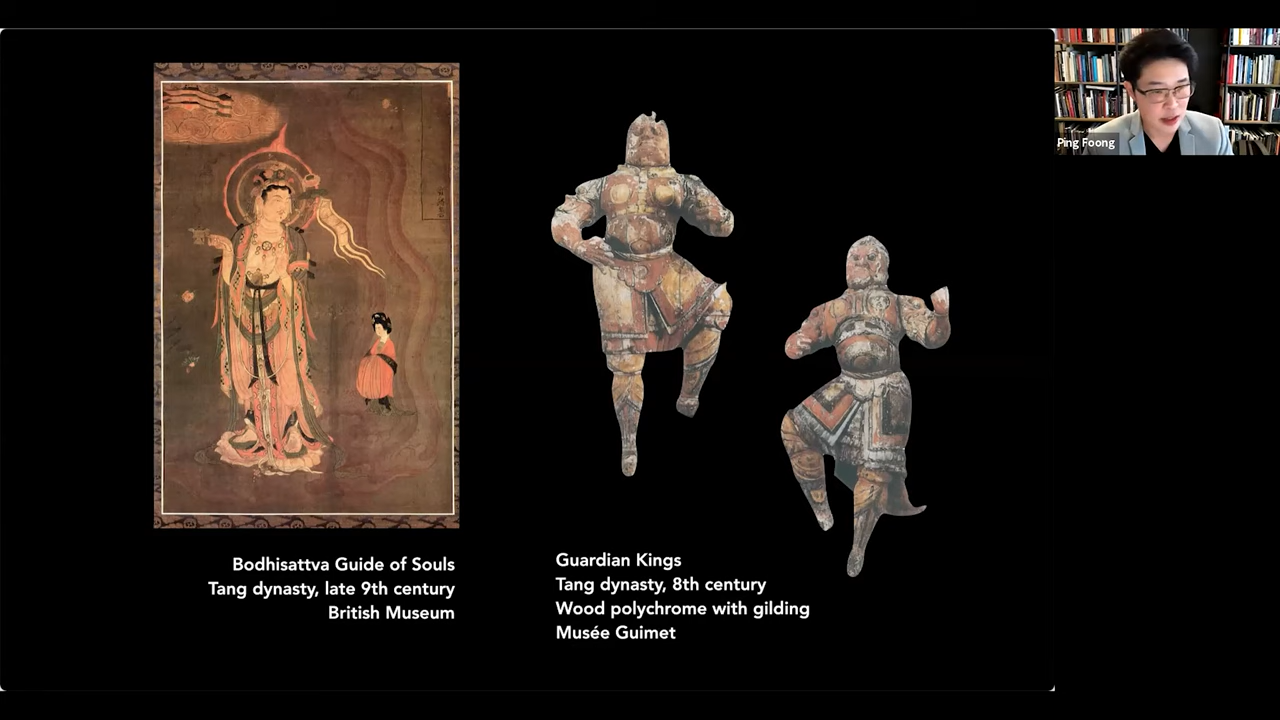 Ping Foong
Bodhisattva Guide of Souls
Tang dynasty, late 9th century
British Museum
Guardian Kings
Tang dynasty, 8th century
Wood polychrome with gilding
Musée Guimet